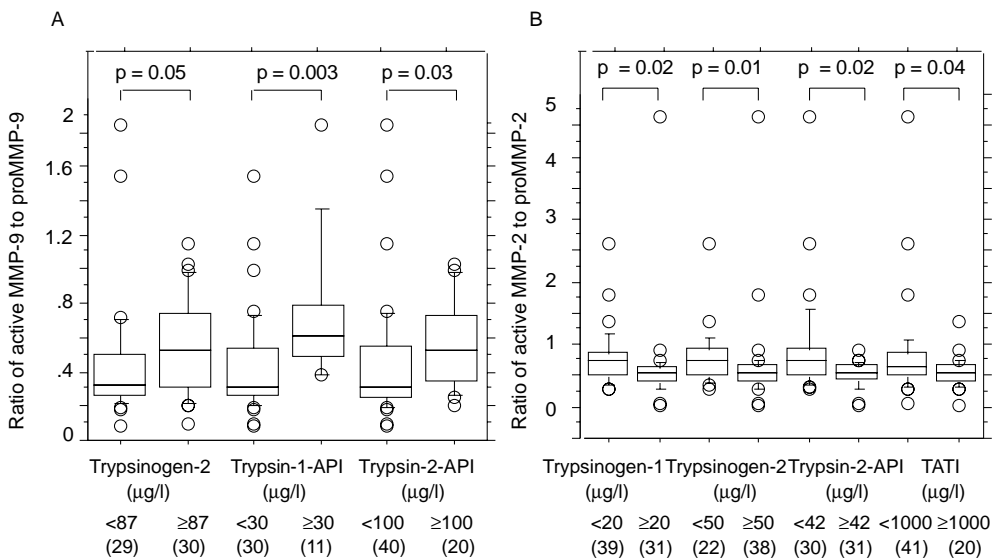 A
B
p = 0.05
p = 0.003
p = 0.03
p = 0.02
p = 0.01
p = 0.02
p = 0.04
Ratio of active MMP-9 to proMMP-9
2
1.6
1.2
.8
.4
0
Ratio of active MMP-2 to proMMP-2
5
4
3
2
1
0
Trypsinogen-2 Trypsin-1-API Trypsin-2-API
(µg/l) (µg/l) (µg/l)
<87 ≥87 <30 ≥30 <100 ≥100
(29) (30) (30) (11) (40) (20)
Trypsinogen-1 Trypsinogen-2 Trypsin-2-API TATI
(µg/l) (µg/l) (µg/l) (µg/l)
<20 ≥20 <50 ≥50 <42 ≥42 <1000 ≥1000
(39) (31) (22) (38) (30) (31) (41) (20)